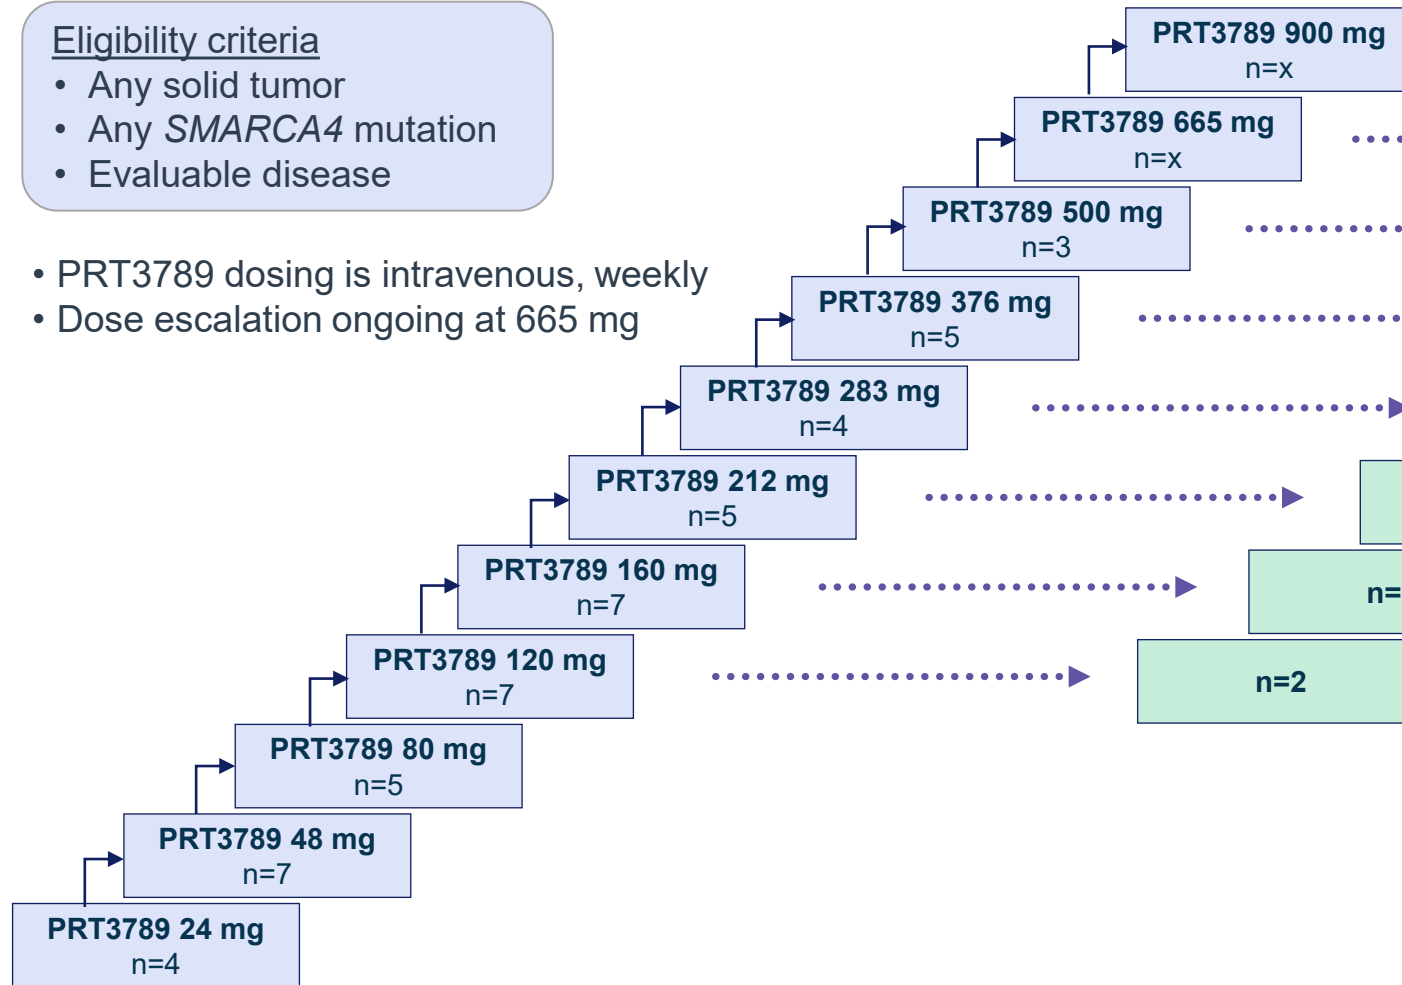 Eligibility criteria
• Any solid tumor
• Any SMARCA4 mutation
• Evaluable disease
• PRT3789 dosing is intravenous, weekly
• Dose escalation ongoing at 665 mg
PRT3789 900 mg
n=x
PRT3789 665 mg
n=x
PRT3789 500 mg
n=3
PRT3789 376 mg
n=5
PRT3789 283 mg
n=4
PRT3789 212 mg
n=5
PRT3789 160 mg
n=7
n=
PRT3789 120 mg
n=7
n=2
PRT3789 80 mg
n=5
PRT3789 48 mg
n=7
PRT3789 24 mg
n=4